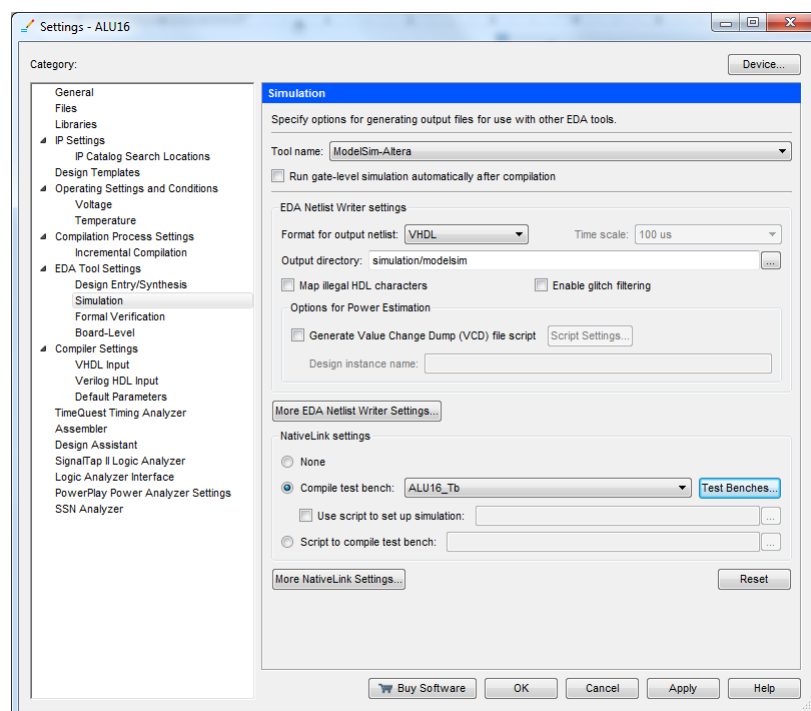 Settings - ALU16
Category:
Device...
General
Files
Libraries
IP Settings
IP Catalog Search Locations
Design Templates
Operating Settings and Conditions
Voltage
Temperature
Compilation Process Settings
Incremental Compilation
EDA Tool Settings
Design Entry/Synthesis
Simulation
Formal Verification
Board-Level
Compiler Settings
VHDL Input
Verilog HDL Input
Default Parameters
TimeQuest Timing Analyzer
Assembler
Design Assistant
SignalTap II Logic Analyzer
Logic Analyzer Interface
PowerPlay Power Analyzer Settings
SSN Analyzer
Simulation
Specify options for generating output files for use with other EDA tools.
Tool name: ModelSim-Altera
Run gate-level simulation automatically after compilation
EDA Netlist Writer settings
Format for output netlist: VHDL Time scale: 100 us
Output directory: simulation/modelsim ...
Map illegal HDL characters Enable glitch filtering
Options for Power Estimation
Generate Value Change Dump (VCD) file script Script Settings...
Design instance name:
More EDA Netlist Writer Settings...
NativeLink settings
None
Compile test bench: ALU16_Tb Test Benches...
Use script to set up simulation: ...
Script to compile test bench: ...
More NativeLink Settings... Reset
Buy Software OK Cancel Apply Help